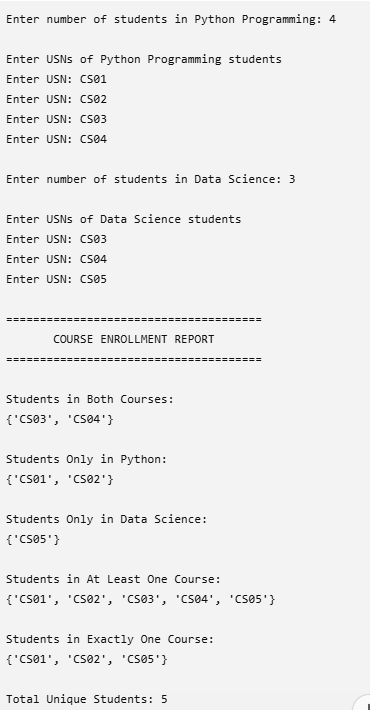 Enter number of students in Python Programming: 4
Enter USNs of Python Programming students
Enter USN: CS01
Enter USN: CS02
Enter USN: CS03
Enter USN: CS04
Enter number of students in Data Science: 3
Enter USNs of Data Science students
Enter USN: CS03
Enter USN: CS04
Enter USN: CS05
======================================
COURSE ENROLLMENT REPORT
======================================
Students in Both Courses:
{'CS03', 'CS04'}
Students Only in Python:
{'CS01', 'CS02'}
Students Only in Data Science:
{'CS05'}
Students in At Least One Course:
{'CS01', 'CS02', 'CS03', 'CS04', 'CS05'}
Students in Exactly One Course:
{'CS01', 'CS02', 'CS05'}
Total Unique Students: 5